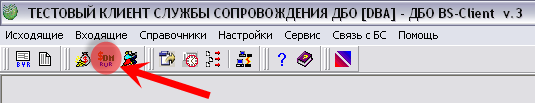 ТЕСТОВЫЙ КЛИЕНТ СЛУЖБЫ СОПРОВОЖДЕНИЯ ДБО [DBA] - ДБО BS-Client v.3
Исходящие Входящие Справочники Настройки Сервис Связь с БС Помощь